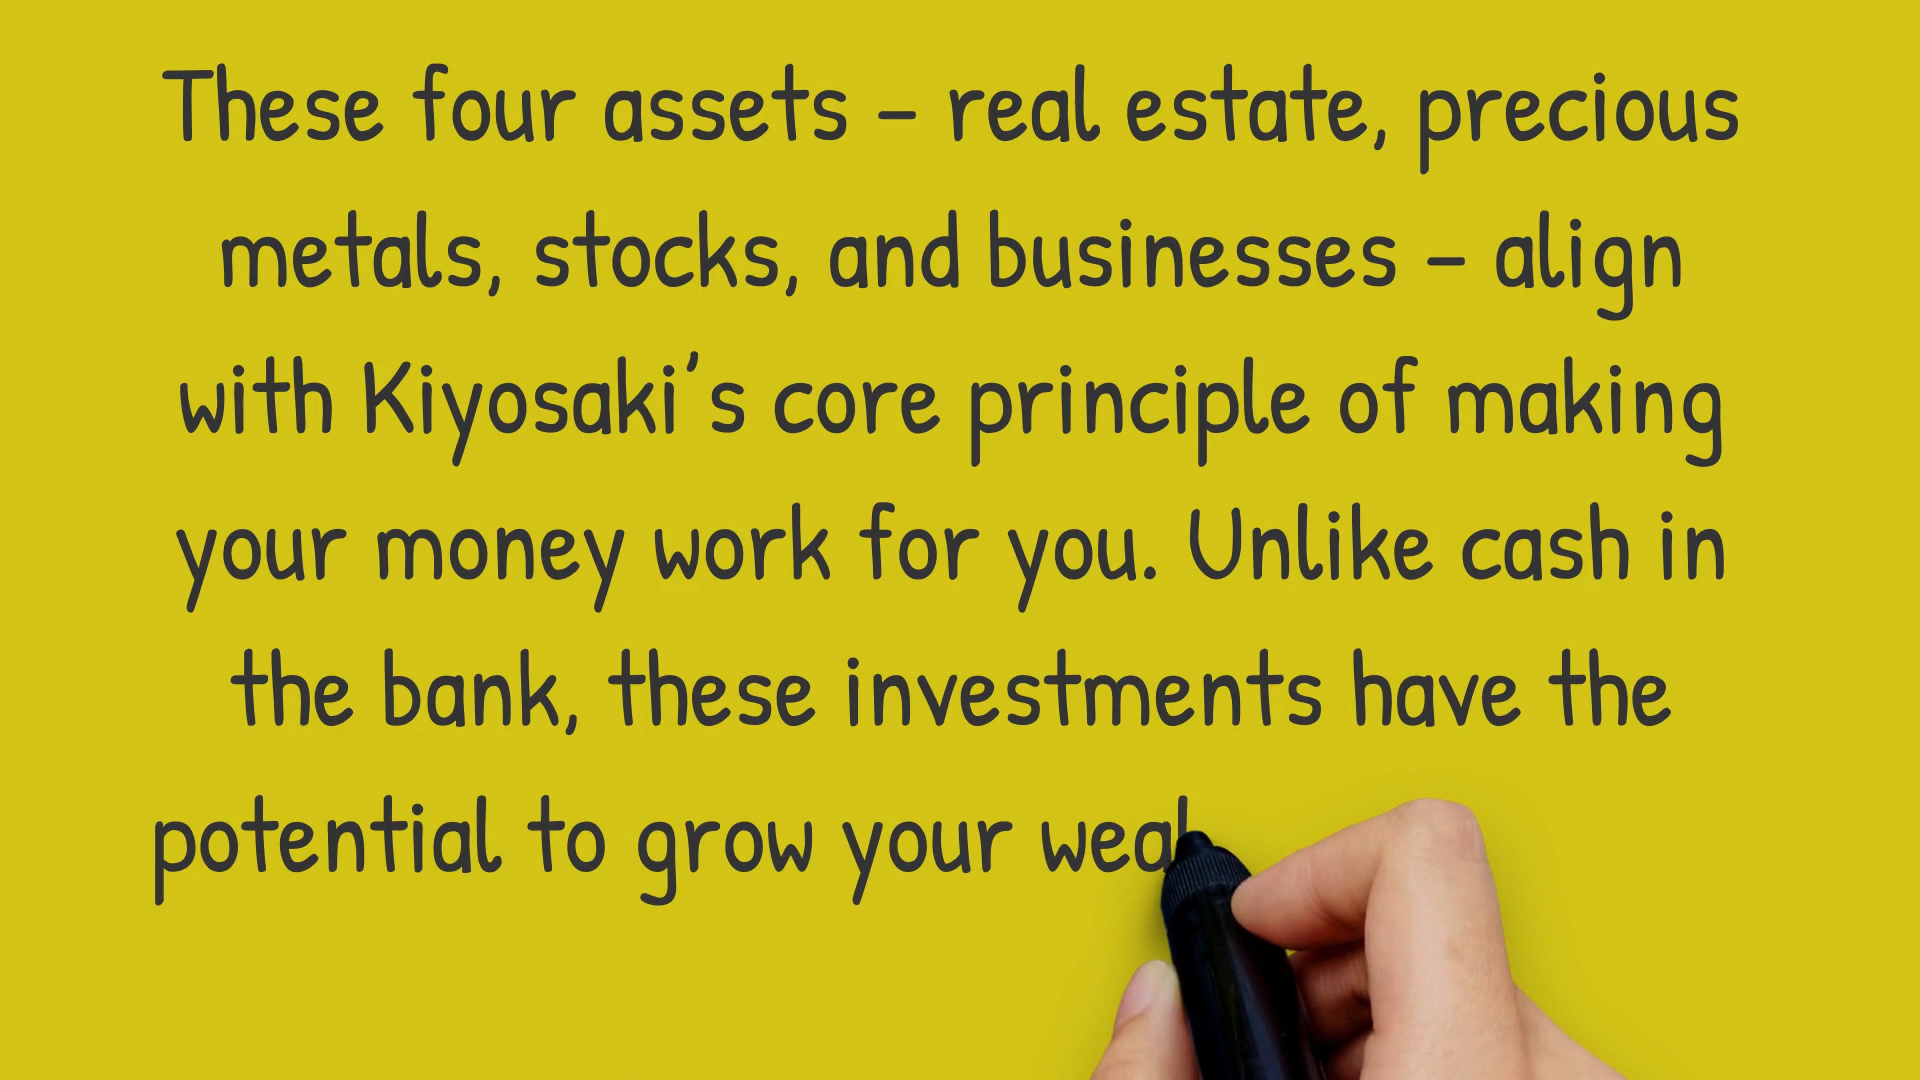 These four assets – real estate, precious
metals, stocks, and businesses – align
with Kiyosaki's core principle of making
your money work for you. Unlike cash in
the bank, these investments have the
potential to grow your weal